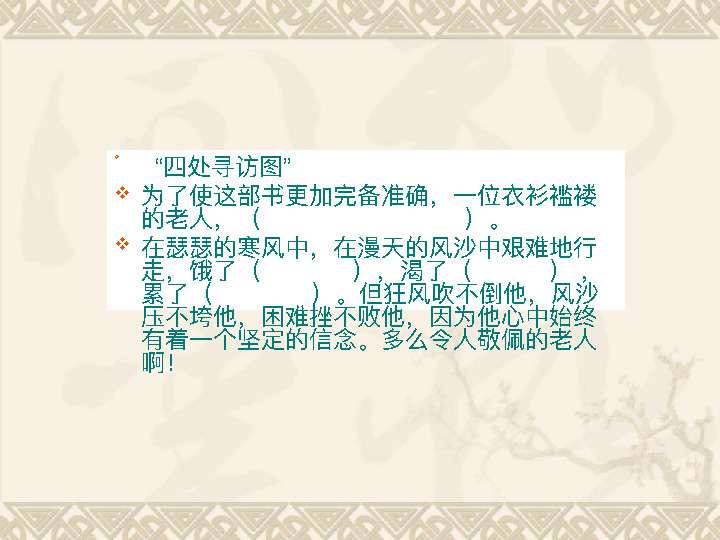 “四处寻访图”
为了使这部书更加完备准确，一位衣衫褴褛
的老人，（　　　　　　　　）。
在瑟瑟的寒风中，在漫天的风沙中艰难地行
走，饿了（　　　　），渴了（　　　），
累了（　　　　）。但狂风吹不倒他，风沙
压不垮他，困难挫不败他，因为他心中始终
有着一个坚定的信念。多么令人敬佩的老人
啊！